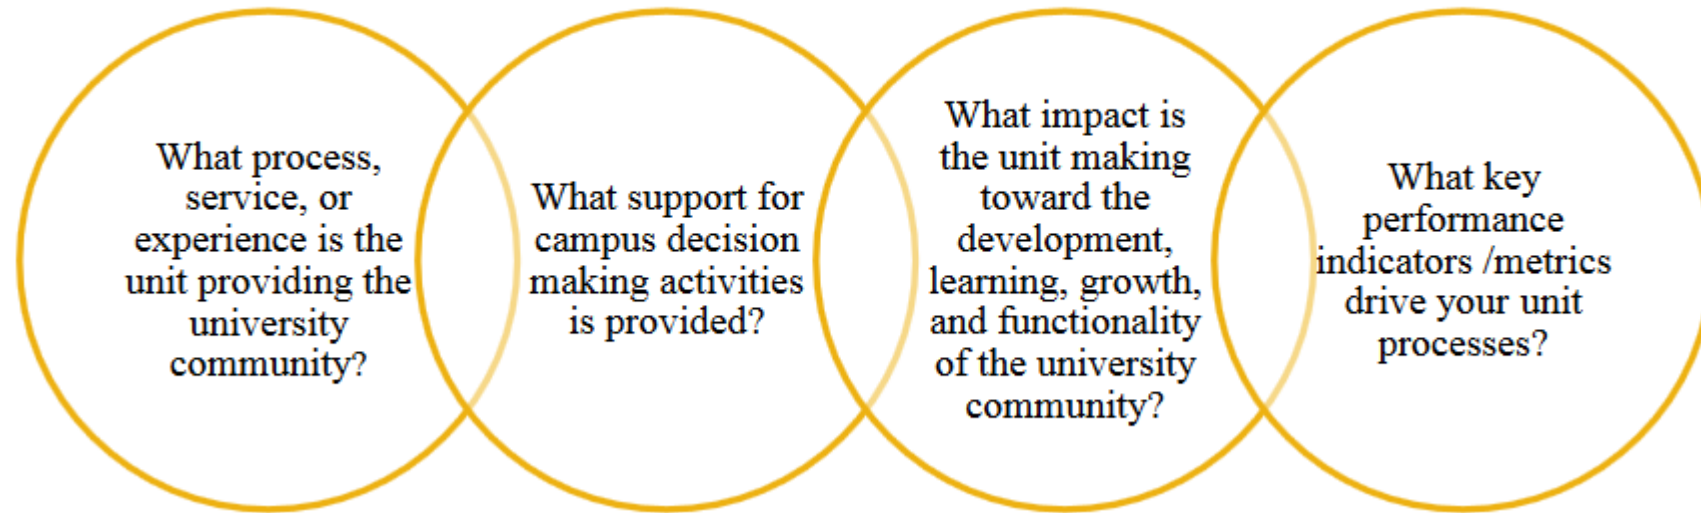 What process,
service, or
experience is the
unit providing the
university
community?
What support for
campus decision
making activities
is provided?
What impact is
the unit making
toward the
development,
learning, growth,
and functionality
of the university
community?
What key
performance
indicators /metrics
drive your unit
processes?